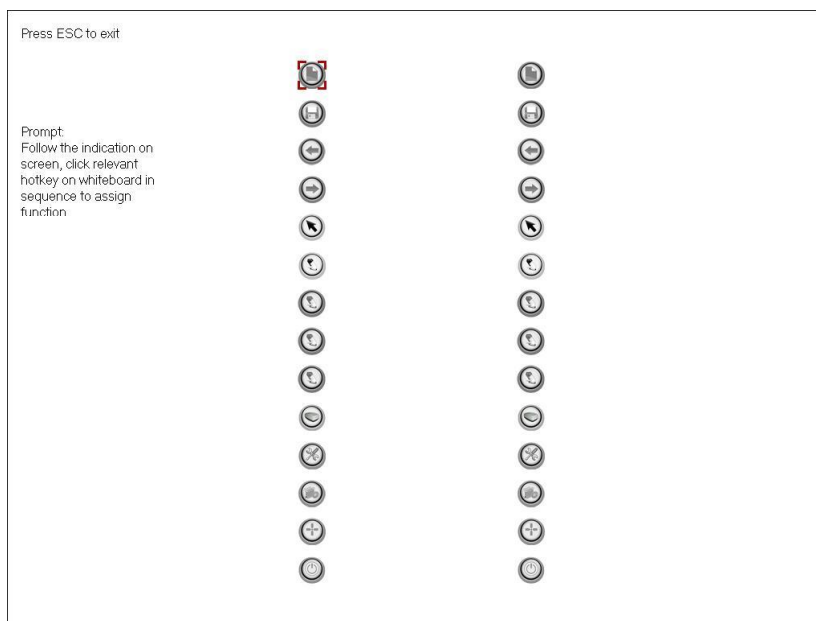 Press ESC to exit
Prompt:
Follow the indication on
screen, click relevant
hotkey on whiteboard in
sequence to assign
function